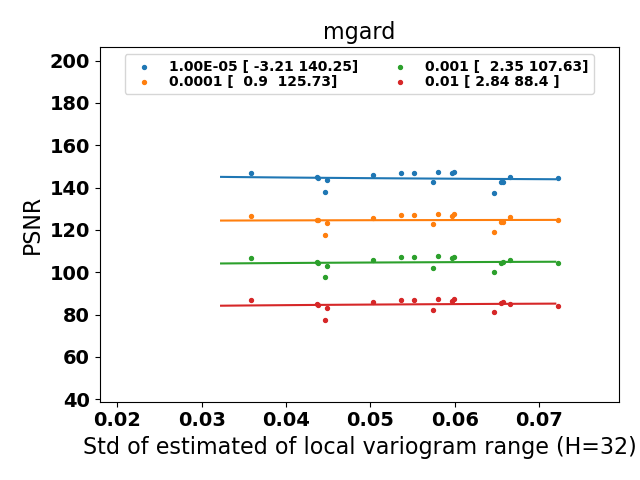 mgard
1.00E-05 [ -3.21 140.25]
0.0001 [  0.9  125.73]
0.001 [  2.35 107.63]
0.01 [ 2.84 88.4 ]
200
180
160
140
120
100
80
60
40
PSNR
0.02 0.03 0.04 0.05 0.06 0.07
Std of estimated of local variogram range (H=32)